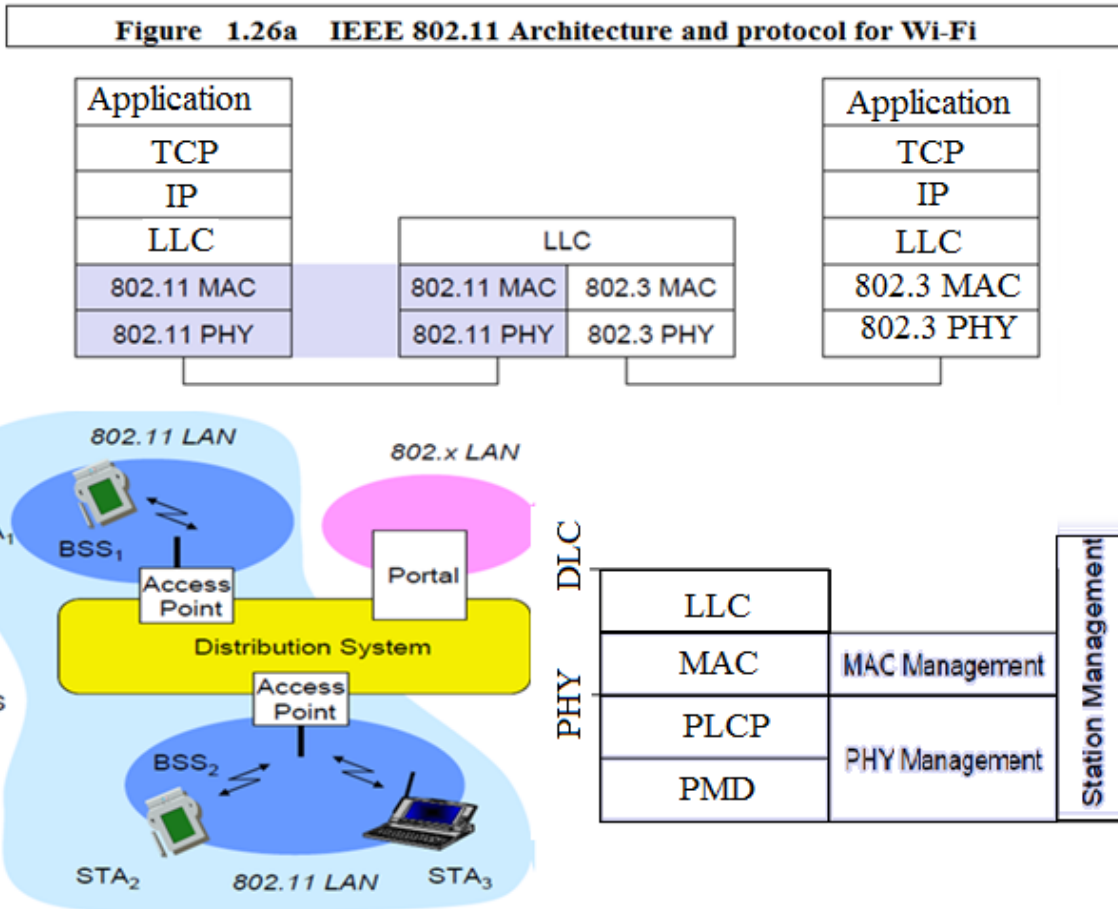 Figure 1.26a IEEE 802.11 Architecture and protocol for Wi-Fi
Application
TCP
IP
LLC
802.11 MAC
802.11 PHY
LLC
802.11 MAC 802.3 MAC
802.11 PHY 802.3 PHY
Application
TCP
IP
LLC
802.3 MAC
802.3 PHY
802.11 LAN
802.x LAN
A₁
BSS₁
Access
Point
Portal
Distribution System
Access
Point
S
BSS₂
STA₂
802.11 LAN
STA₃
DLC
PHY
LLC
MAC
PLCP
PMD
MAC Management
PHY Management
Station Management